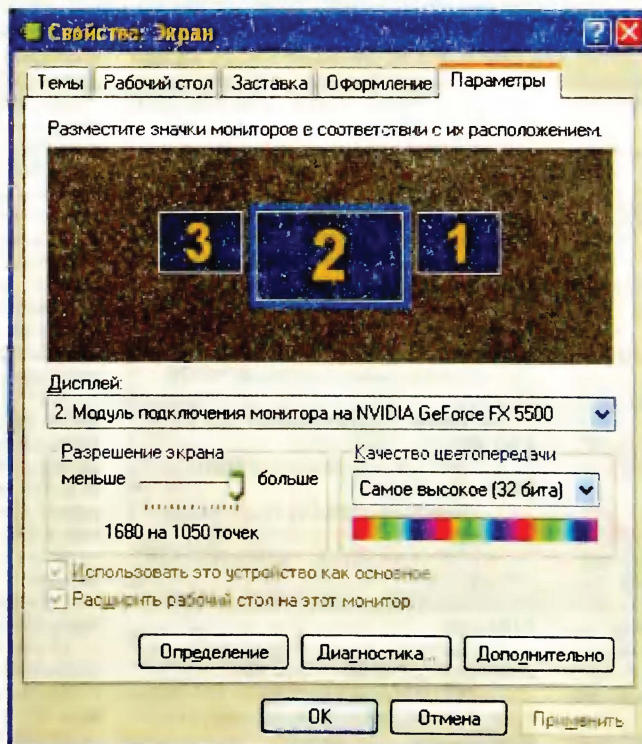 Свойства: Экран
Темы Рабочий стол Заставка Оформление Параметры
Разместите значки мониторов в соответствии с их расположением.
3 2 1
Дисплей:
2. Модуль подключения монитора на NVIDIA GeForce FX 5500
Разрешение экрана
меньше больше
1680 на 1050 точек
Качество цветопередачи
Самое высокое (32 бита)
Использовать это устройство как основное
Расширить рабочий стол на этот монитор
Определение Диагностика... Дополнительно
OK Отмена Применить